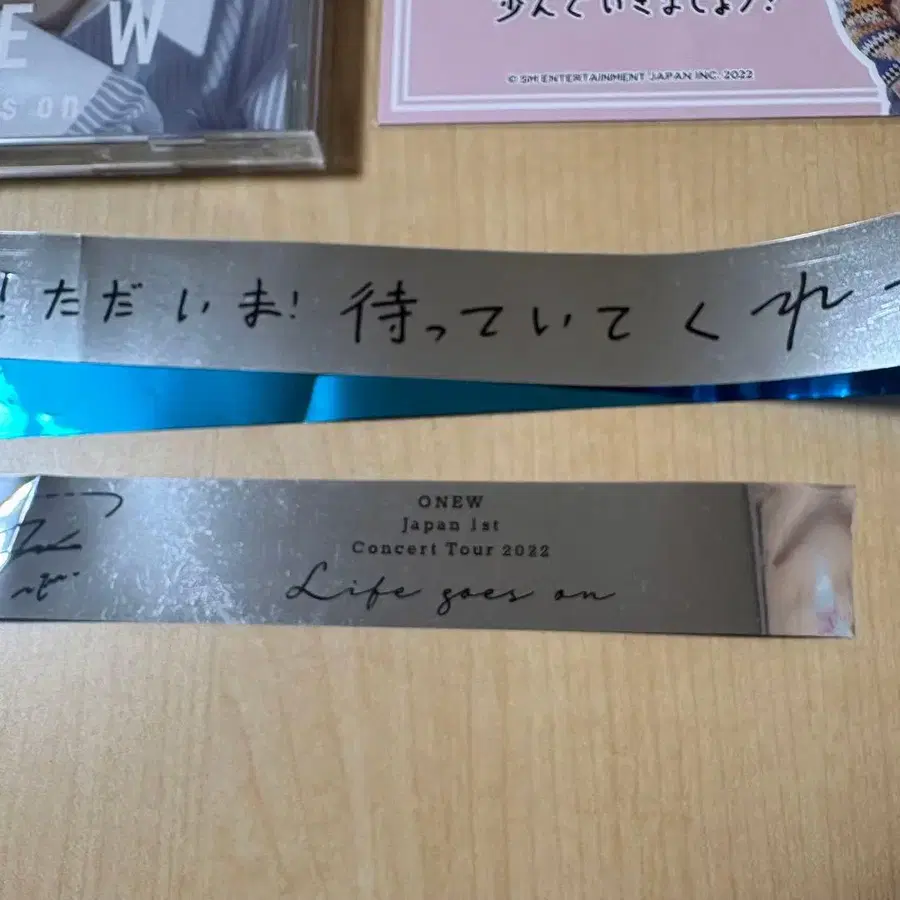 E W
s on
歩んでいきましょう!
© SM ENTERTAINMENT JAPAN INC. 2022
!ただいま!待っていてくれ
ONEW
Japan 1st
Concert Tour 2022
Life goes on